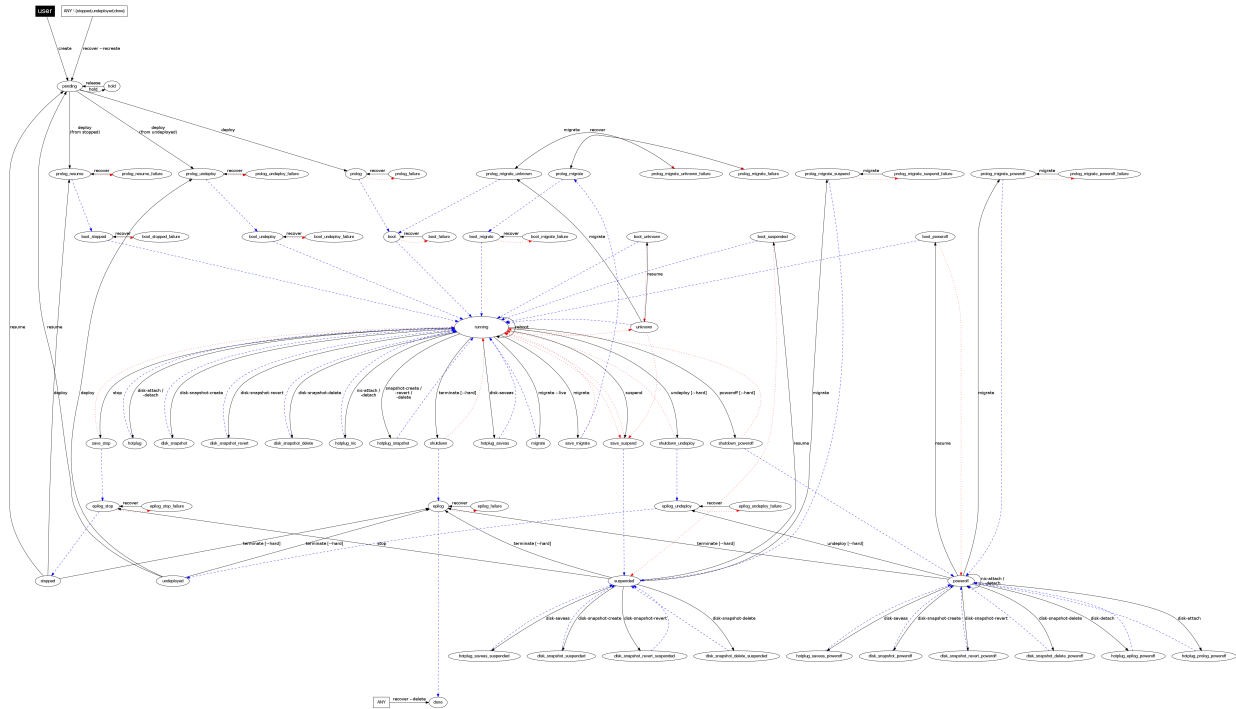 user
ANY \ {stopped,undeployed,done}
create
recover --recreate
pending
release
hold
hold
deploy
(from stopped)
deploy
(from undeployed)
deploy
migrate
recover
prolog_resume
recover
prolog_resume_failure
prolog_undeploy
recover
prolog_undeploy_failure
prolog
recover
prolog_failure
prolog_migrate_unknown
prolog_migrate
prolog_migrate_unknown_failure
prolog_migrate_failure
prolog_migrate_suspend
migrate
prolog_migrate_suspend_failure
prolog_migrate_poweroff
migrate
prolog_migrate_poweroff_failure
boot_stopped
recover
boot_stopped_failure
boot_undeploy
recover
boot_undeploy_failure
boot
recover
boot_failure
boot_migrate
recover
boot_migrate_failure
migrate
boot_unknown
boot_suspended
boot_poweroff
resume
resume
resume
running
reboot
unknown
deploy
deploy
stop
disk-attach /
-detach
disk-snapshot-create
disk-snapshot-revert
disk-snapshot-delete
nic-attach /
-detach
snapshot-create /
-revert /
-delete
terminate [--hard]
disk-saveas
migrate --live
migrate
suspend
undeploy [--hard]
poweroff [--hard]
migrate
migrate
save_stop
hotplug
disk_snapshot
disk_snapshot_revert
disk_snapshot_delete
hotplug_nic
hotplug_snapshot
shutdown
hotplug_saveas
migrate
save_migrate
save_suspend
shutdown_undeploy
shutdown_poweroff
resume
resume
epilog_stop
recover
epilog_stop_failure
epilog
recover
epilog_failure
epilog_undeploy
recover
epilog_undeploy_failure
terminate [--hard]
terminate [--hard]
stop
terminate [--hard]
terminate [--hard]
undeploy [--hard]
stopped
undeployed
suspended
poweroff
nic-attach /
nic-detach
disk-saveas
disk-snapshot-create
disk-snapshot-revert
disk-snapshot-delete
disk-saveas
disk-snapshot-create
disk-snapshot-revert
disk-snapshot-delete
disk-detach
disk-attach
hotplug_saveas_suspended
disk_snapshot_suspended
disk_snapshot_revert_suspended
disk_snapshot_delete_suspended
hotplug_saveas_poweroff
disk_snapshot_poweroff
disk_snapshot_revert_poweroff
disk_snapshot_delete_poweroff
hotplug_epilog_poweroff
hotplug_prolog_poweroff
ANY
recover --delete
done